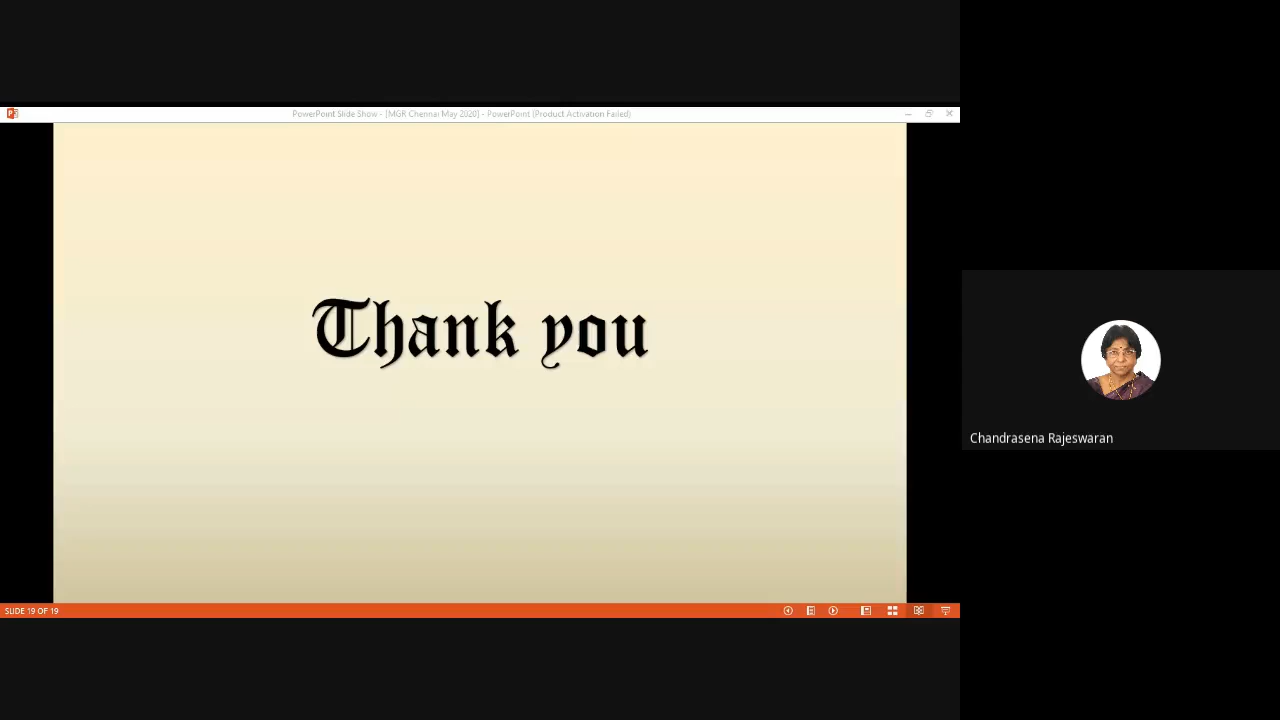 PowerPoint Slide Show - [MGR Chennai May 2020] - PowerPoint (Product Activation Failed)
Thank you
Chandrasena Rajeswaran
SLIDE 19 OF 19